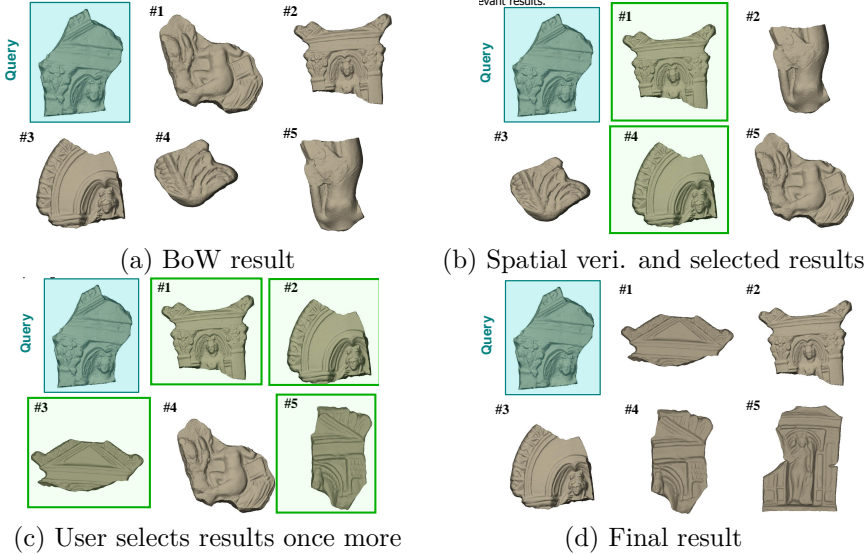 evant results.
Query
#1
#2
#3
#4
#5
(a) BoW result
Query
#1
#2
#3
#4
#5
(b) Spatial veri. and selected results
Query
#1
#2
#3
#4
#5
(c) User selects results once more
Query
#1
#2
#3
#4
#5
(d) Final result